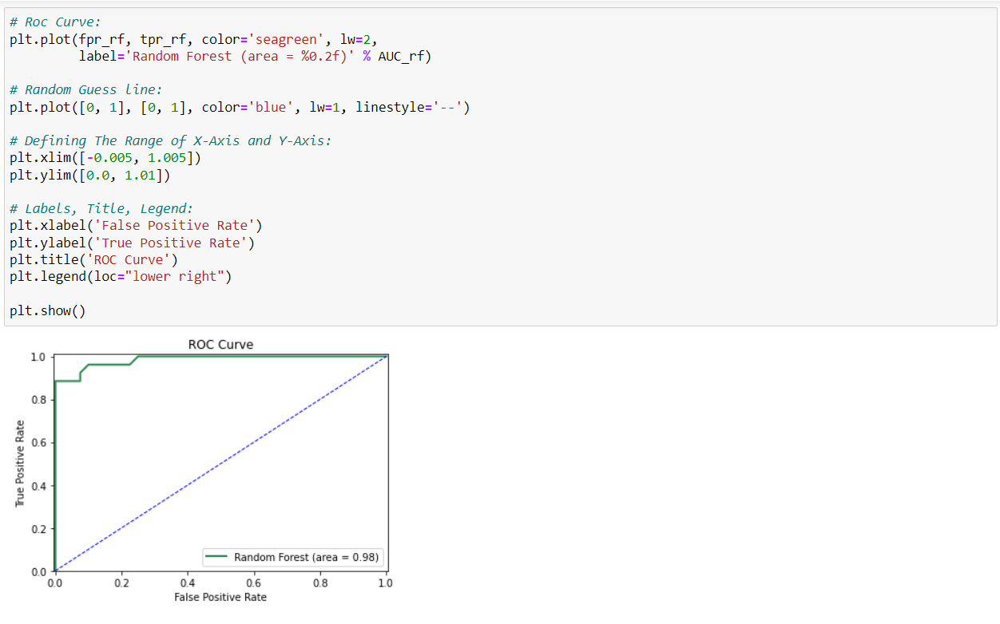 # Roc Curve:
plt.plot(fpr_rf, tpr_rf, color='seagreen', lw=2,
         label='Random Forest (area = %0.2f)' % AUC_rf)
# Random Guess line:
plt.plot([0, 1], [0, 1], color='blue', lw=1, linestyle='--')
# Defining The Range of X-Axis and Y-Axis:
plt.xlim([-0.005, 1.005])
plt.ylim([0.0, 1.01])
# Labels, Title, Legend:
plt.xlabel('False Positive Rate')
plt.ylabel('True Positive Rate')
plt.title('ROC Curve')
plt.legend(loc="lower right")
plt.show()
ROC Curve
True Positive Rate
1.0
0.8
0.6
0.4
0.2
0.0
Random Forest (area = 0.98)
0.0 0.2 0.4 0.6 0.8 1.0
False Positive Rate